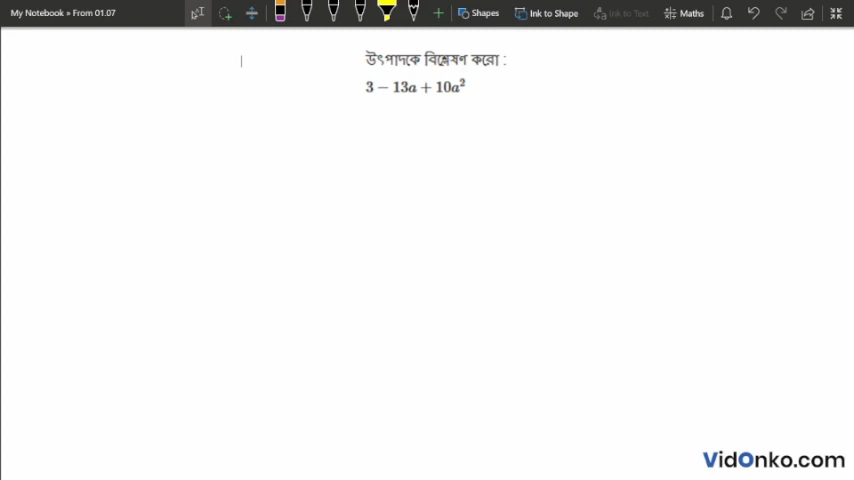 My Notebook » From 01.07
Shapes
Ink to Shape
Ink to Text
Maths
উৎপাদকে বিশ্লেষণ করো :
3 − 13a + 10a²
VidOnko.com